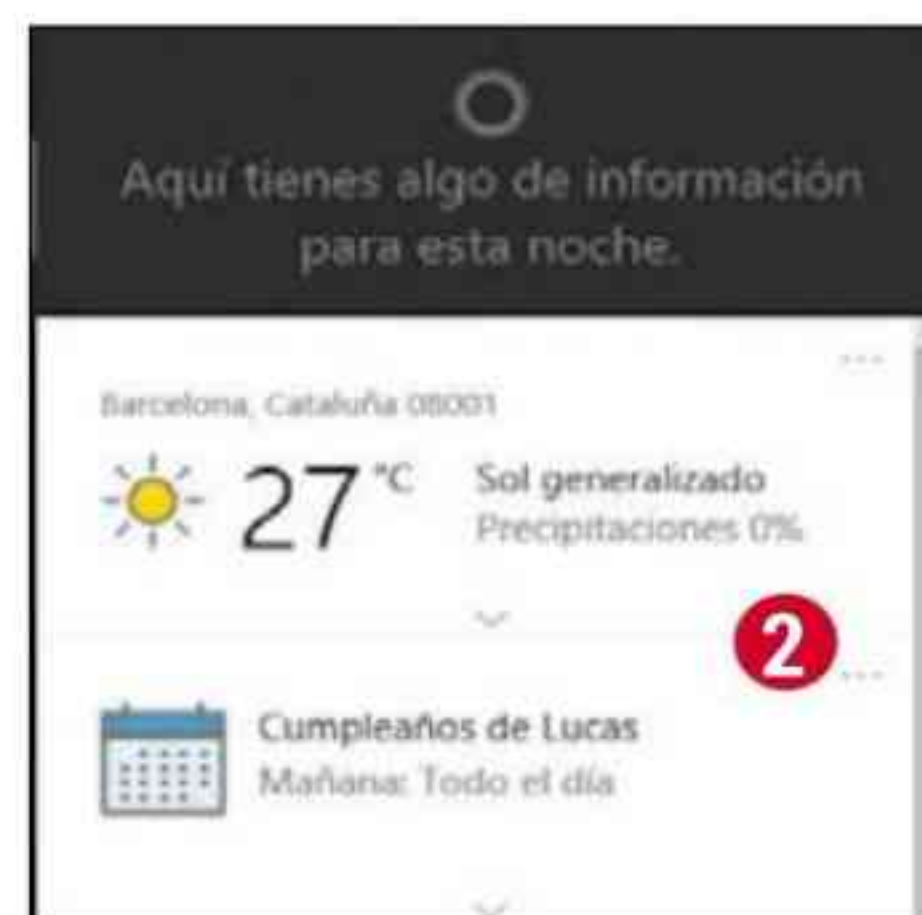 Aquí tienes algo de información
para esta noche.
...
Barcelona, Cataluña 08001
27 °C
Sol generalizado
Precipitaciones 0%
2
...
Cumpleaños de Lucas
Mañana: Todo el día